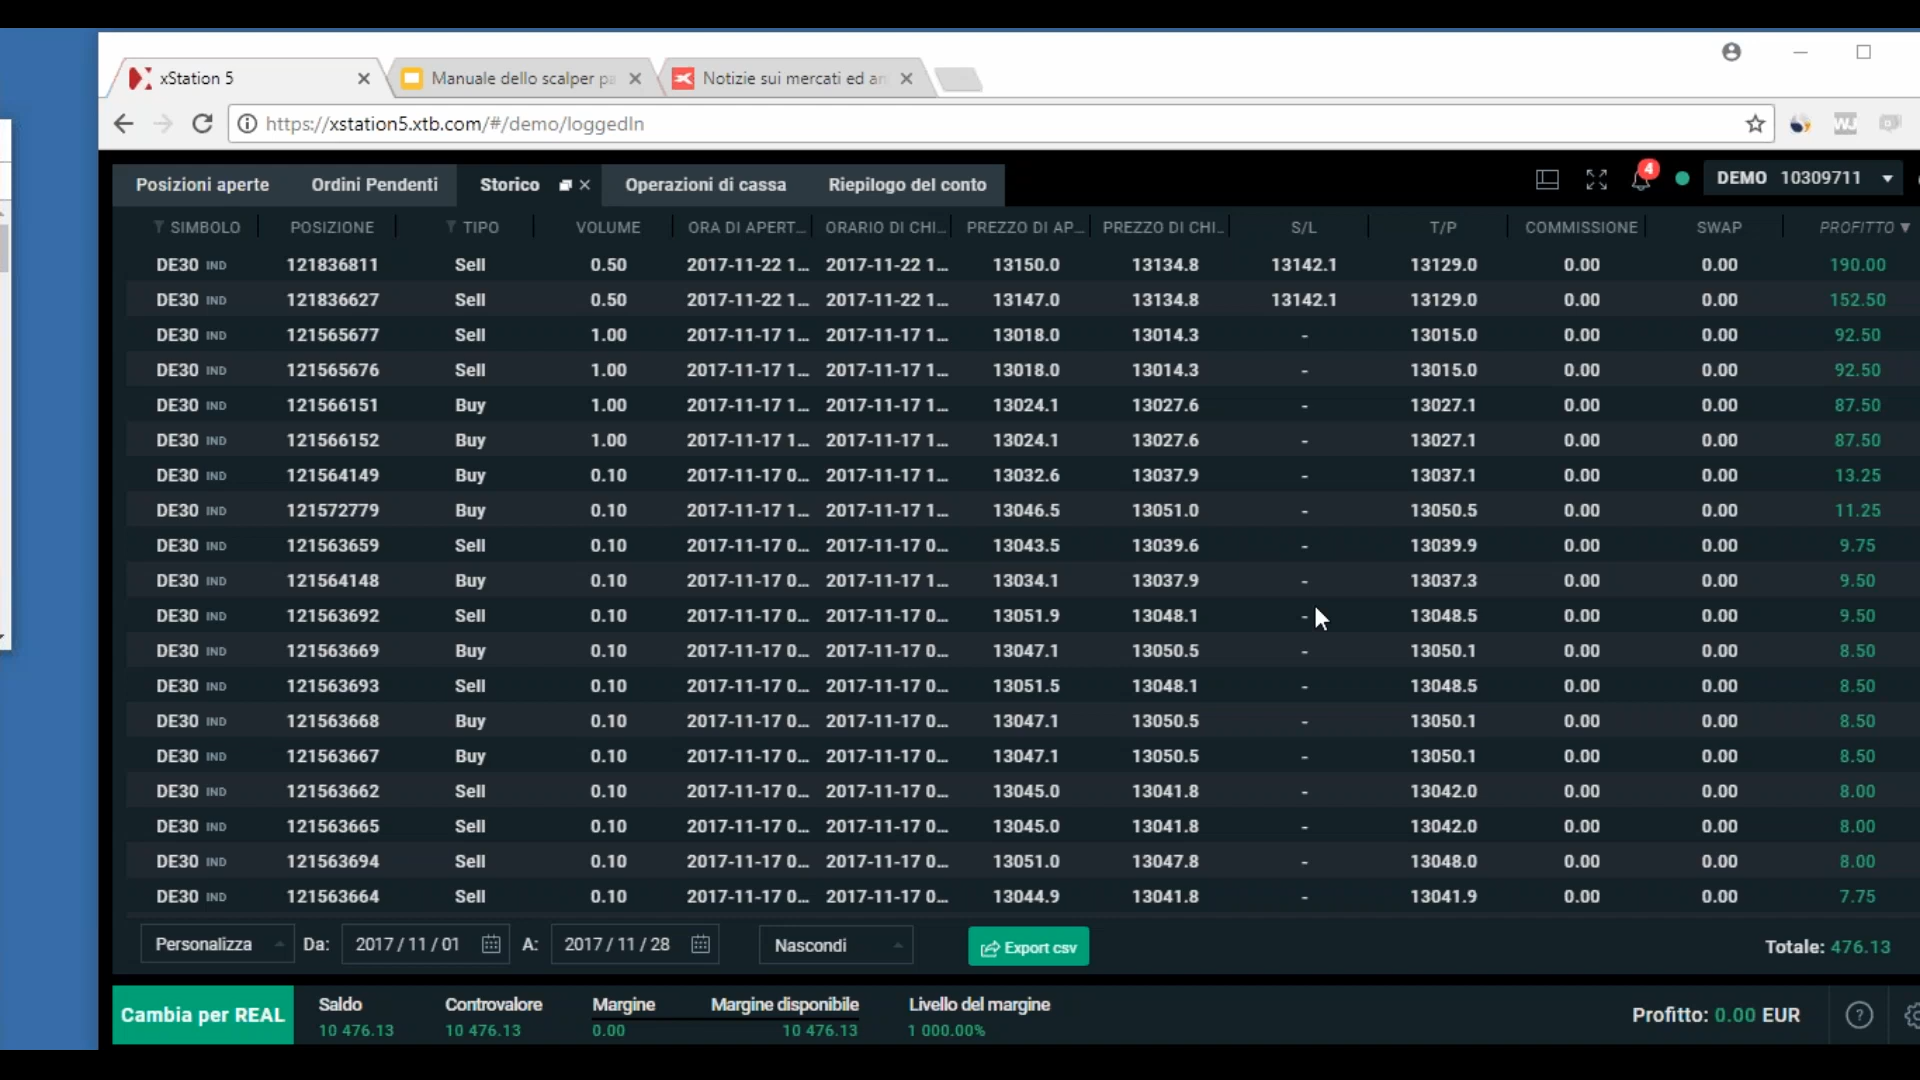 xStation 5
Manuale dello scalper pa
Notizie sui mercati ed an
https://xstation5.xtb.com/#/demo/loggedIn
Posizioni aperte Ordini Pendenti Storico Operazioni di cassa Riepilogo del conto 4 DEMO 10309711
SIMBOLO POSIZIONE TIPO VOLUME ORA DI APERT... ORARIO DI CHI... PREZZO DI AP... PREZZO DI CHI... S/L T/P COMMISSIONE SWAP PROFITTO
DE30 IND 121836811 Sell 0.50 2017-11-22 1... 2017-11-22 1... 13150.0 13134.8 13142.1 13129.0 0.00 0.00 190.00
DE30 IND 121836627 Sell 0.50 2017-11-22 1... 2017-11-22 1... 13147.0 13134.8 13142.1 13129.0 0.00 0.00 152.50
DE30 IND 121565677 Sell 1.00 2017-11-17 1... 2017-11-17 1... 13018.0 13014.3 - 13015.0 0.00 0.00 92.50
DE30 IND 121565676 Sell 1.00 2017-11-17 1... 2017-11-17 1... 13018.0 13014.3 - 13015.0 0.00 0.00 92.50
DE30 IND 121566151 Buy 1.00 2017-11-17 1... 2017-11-17 1... 13024.1 13027.6 - 13027.1 0.00 0.00 87.50
DE30 IND 121566152 Buy 1.00 2017-11-17 1... 2017-11-17 1... 13024.1 13027.6 - 13027.1 0.00 0.00 87.50
DE30 IND 121564149 Buy 0.10 2017-11-17 0... 2017-11-17 1... 13032.6 13037.9 - 13037.1 0.00 0.00 13.25
DE30 IND 121572779 Buy 0.10 2017-11-17 1... 2017-11-17 1... 13046.5 13051.0 - 13050.5 0.00 0.00 11.25
DE30 IND 121563659 Sell 0.10 2017-11-17 0... 2017-11-17 0... 13043.5 13039.6 - 13039.9 0.00 0.00 9.75
DE30 IND 121564148 Buy 0.10 2017-11-17 0... 2017-11-17 1... 13034.1 13037.9 - 13037.3 0.00 0.00 9.50
DE30 IND 121563692 Sell 0.10 2017-11-17 0... 2017-11-17 0... 13051.9 13048.1 - 13048.5 0.00 0.00 9.50
DE30 IND 121563669 Buy 0.10 2017-11-17 0... 2017-11-17 0... 13047.1 13050.5 - 13050.1 0.00 0.00 8.50
DE30 IND 121563693 Sell 0.10 2017-11-17 0... 2017-11-17 0... 13051.5 13048.1 - 13048.5 0.00 0.00 8.50
DE30 IND 121563668 Buy 0.10 2017-11-17 0... 2017-11-17 0... 13047.1 13050.5 - 13050.1 0.00 0.00 8.50
DE30 IND 121563667 Buy 0.10 2017-11-17 0... 2017-11-17 0... 13047.1 13050.5 - 13050.1 0.00 0.00 8.50
DE30 IND 121563662 Sell 0.10 2017-11-17 0... 2017-11-17 0... 13045.0 13041.8 - 13042.0 0.00 0.00 8.00
DE30 IND 121563665 Sell 0.10 2017-11-17 0... 2017-11-17 0... 13045.0 13041.8 - 13042.0 0.00 0.00 8.00
DE30 IND 121563694 Sell 0.10 2017-11-17 0... 2017-11-17 0... 13051.0 13047.8 - 13048.0 0.00 0.00 8.00
DE30 IND 121563664 Sell 0.10 2017-11-17 0... 2017-11-17 0... 13044.9 13041.8 - 13041.9 0.00 0.00 7.75
Personalizza Da: 2017 / 11 / 01 A: 2017 / 11 / 28 Nascondi Export csv Totale: 476.13
Cambia per REAL Saldo Controvalore Margine Margine disponibile Livello del margine Profitto: 0.00 EUR ?
10 476.13 10 476.13 0.00 10 476.13 1 000.00%